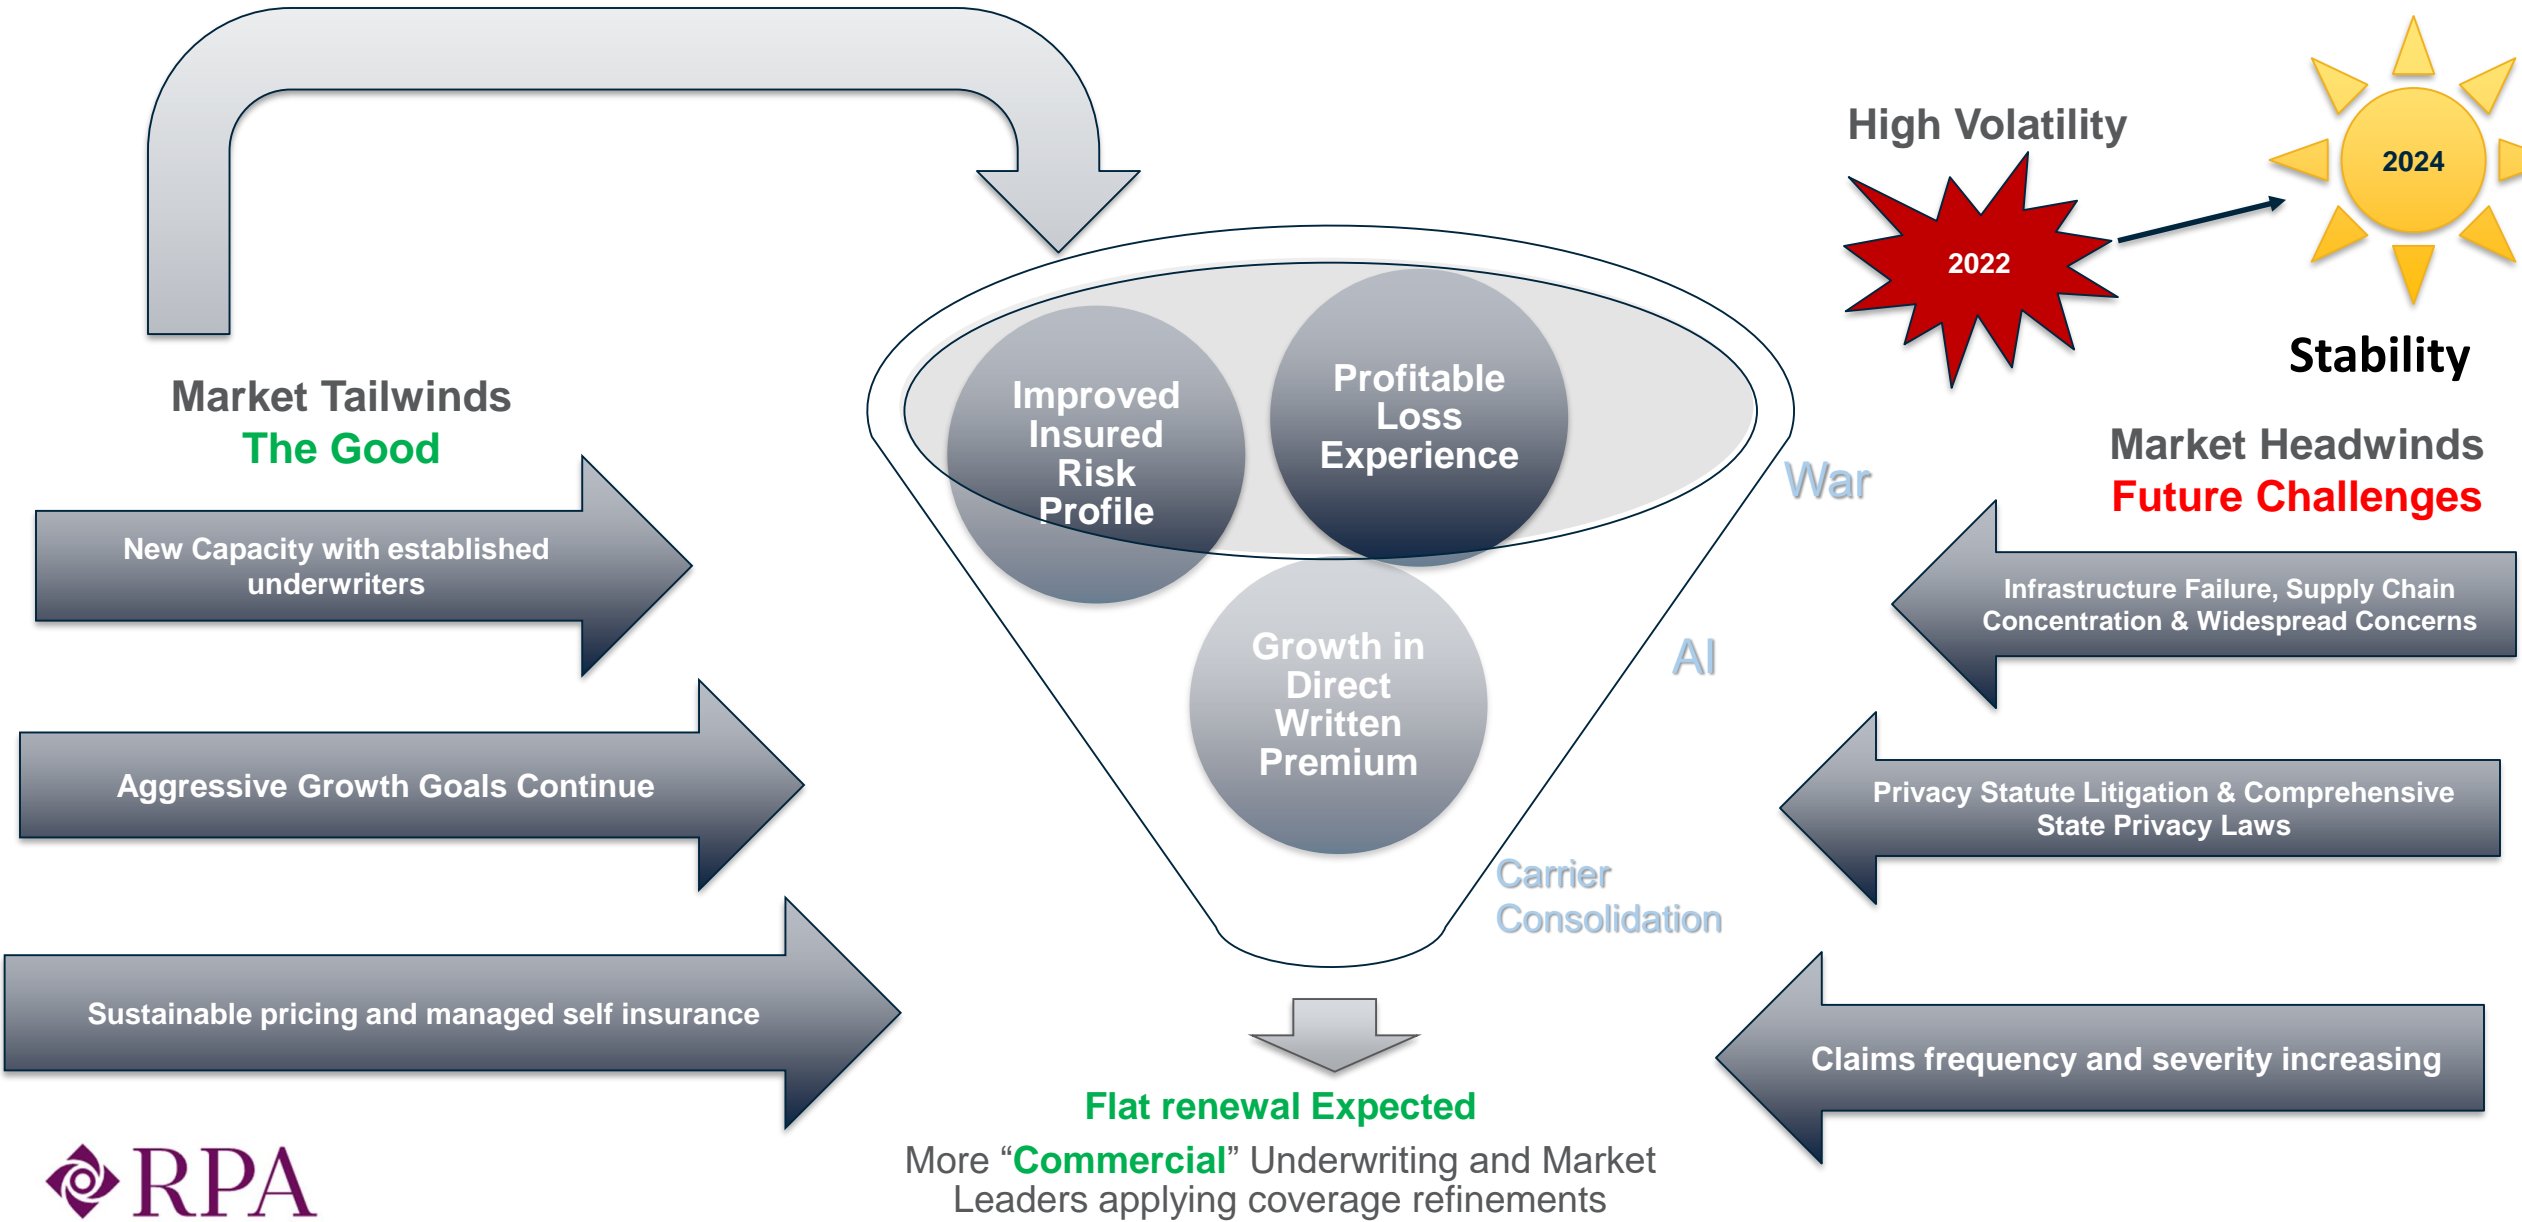 High Volatility
2022
2024
Stability
Market Tailwinds
The Good
New Capacity with established
underwriters
Aggressive Growth Goals Continue
Sustainable pricing and managed self insurance
Improved
Insured
Risk
Profile
Profitable
Loss
Experience
Growth in
Direct
Written
Premium
War
AI
Carrier
Consolidation
Market Headwinds
Future Challenges
Infrastructure Failure, Supply Chain
Concentration & Widespread Concerns
Privacy Statute Litigation & Comprehensive
State Privacy Laws
Claims frequency and severity increasing
Flat renewal Expected
More “Commercial” Underwriting and Market
Leaders applying coverage refinements
RPA